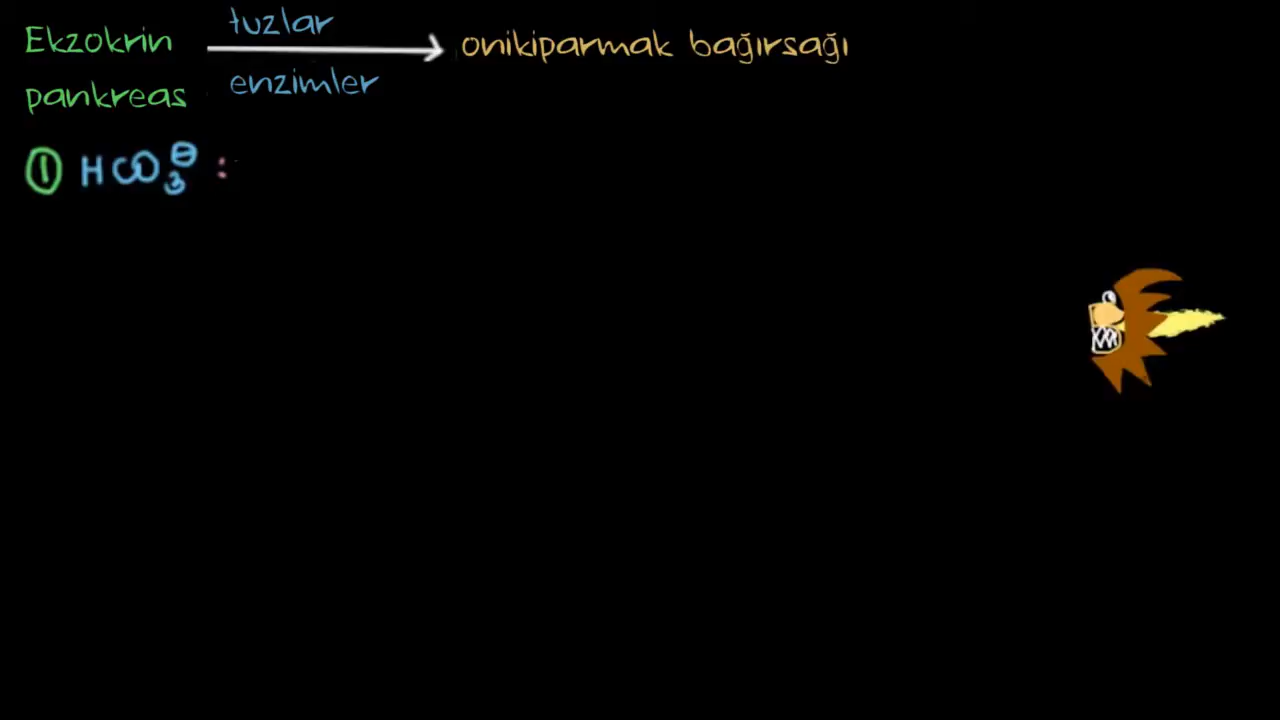 Ekzokrin tuzlar onikiparmak bağırsağı
pankreas enzimler
① HCO₃⊖ :